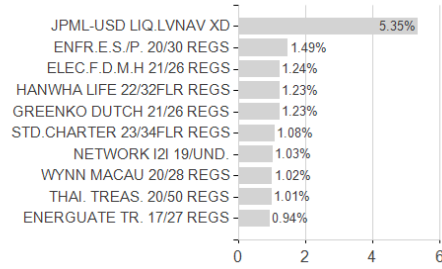 JPML-USD LIQ.LVNAV XD 5.35%
ENFR.E.S./P. 20/30 REGS 1.49%
ELEC.F.D.M.H 21/26 REGS 1.24%
HANWHA LIFE 22/32FLR REGS 1.23%
GREENKO DUTCH 21/26 REGS 1.23%
STD.CHARTER 23/34FLR REGS 1.08%
NETWORK I2I 19/UND. 1.03%
WYNN MACAU 20/28 REGS 1.02%
THAI. TREAS. 20/50 REGS 1.01%
ENERGUATE TR. 17/27 REGS 0.94%
0 2 4 6